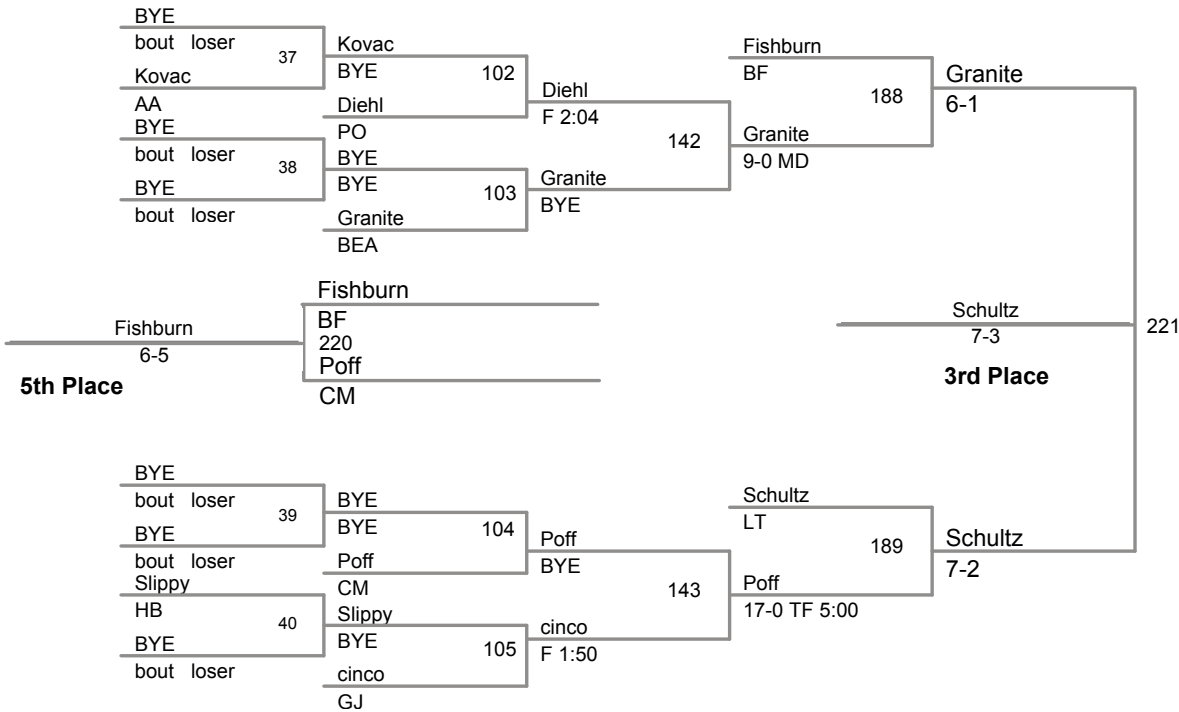 BYE
bout loser
37
Kovac
AA
Kovac
BYE
102
Diehl
PO
BYE
bout loser
38
BYE
bout loser
BYE
BYE
103
Granite
BEA
Diehl
F 2:04
142
Granite
BYE
Fishburn
BF
188
Granite
9-0 MD
Granite
6-1
Fishburn
BF
220
Poff
CM
Fishburn
6-5
5th Place
Schultz
7-3
3rd Place
221
BYE
bout loser
39
BYE
bout loser
BYE
BYE
104
Poff
CM
Slippy
HB
40
BYE
bout loser
Slippy
BYE
105
cinco
GJ
Poff
BYE
143
cinco
F 1:50
Schultz
LT
189
Poff
17-0 TF 5:00
Schultz
7-2